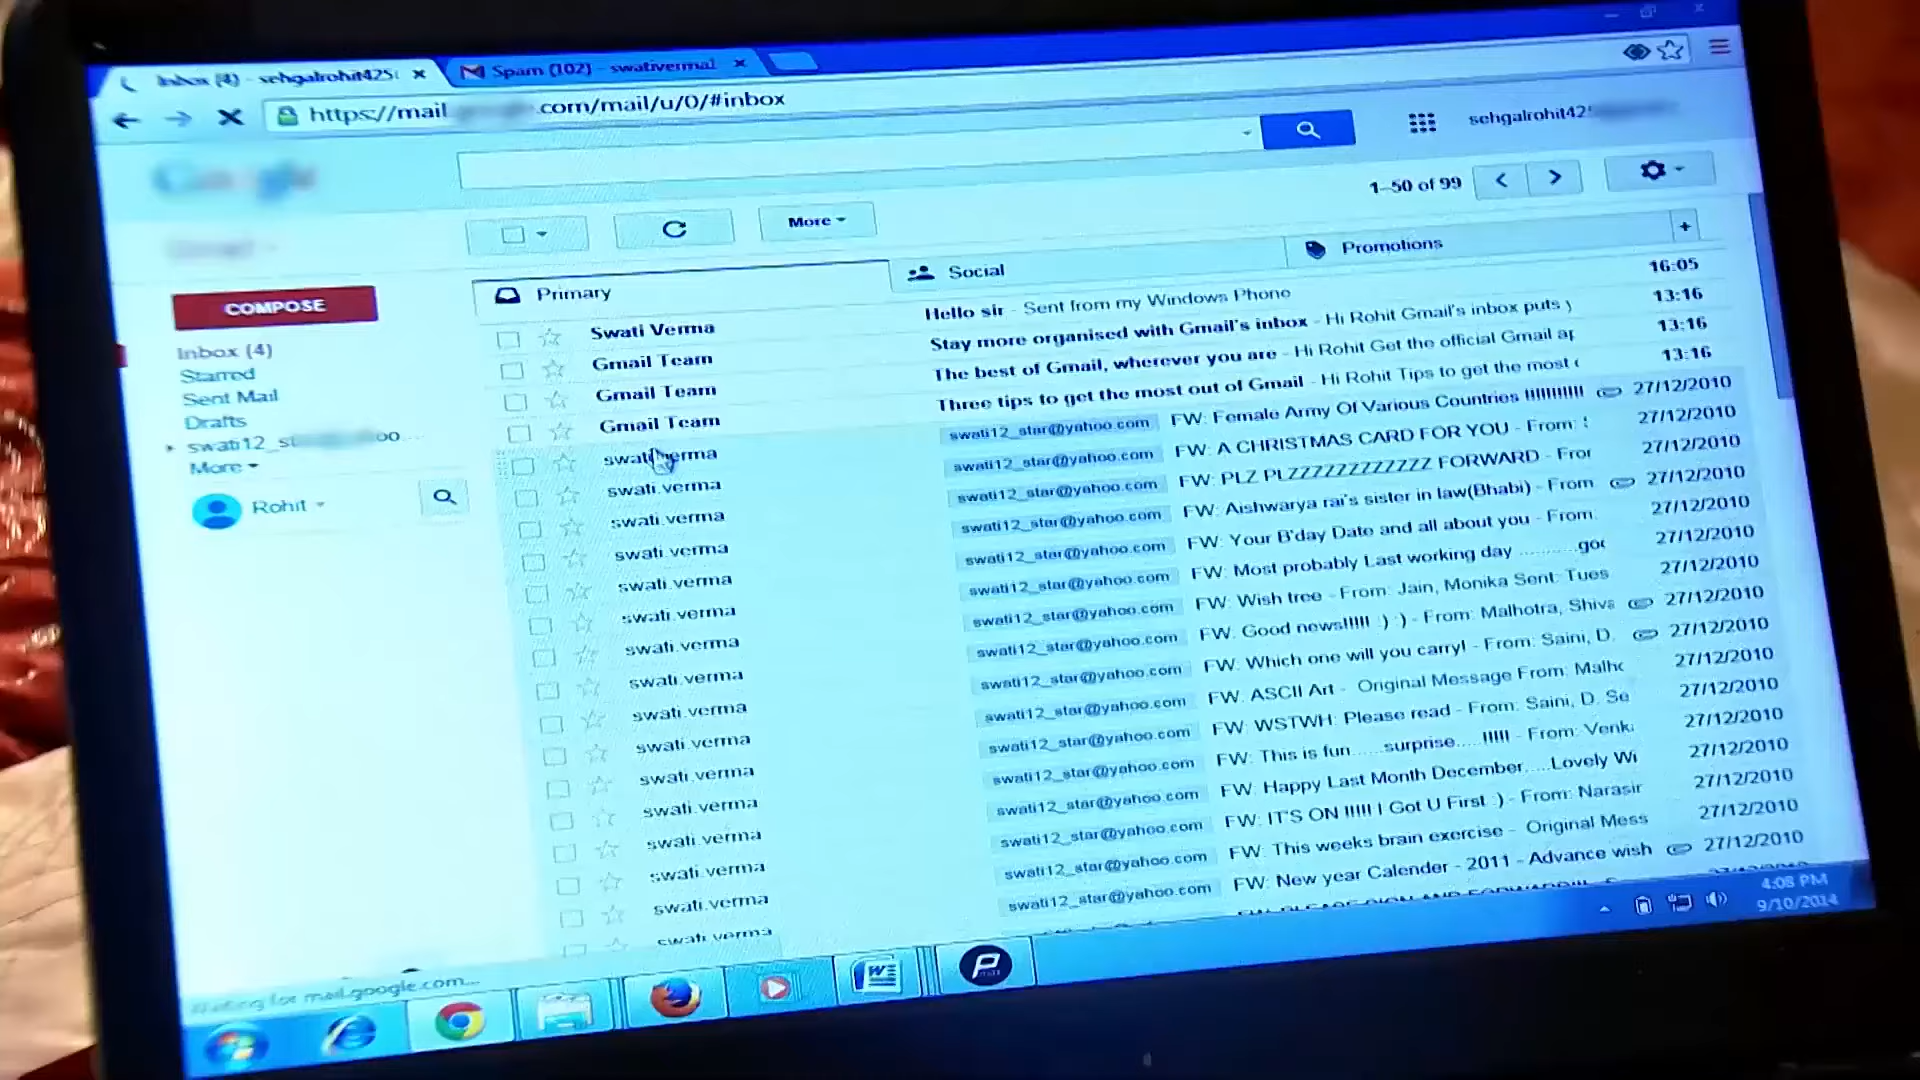 Inbox (4) - sehgalrohit425
Spam (102) - swativerma1
https://mail .com/mail/u/0/#inbox
sehgalrohit42
1–50 of 99
More
COMPOSE
Inbox (4)
Starred
Sent Mail
Drafts
swati12_st oo...
More
Rohit
Primary
Social
Promotions
Swati Verma Hello sir - Sent from my Windows Phone 16:05
Gmail Team Stay more organised with Gmail's inbox - Hi Rohit Gmail's inbox puts y 13:16
Gmail Team The best of Gmail, wherever you are - Hi Rohit Get the official Gmail ap 13:16
Gmail Team Three tips to get the most out of Gmail - Hi Rohit Tips to get the most c 13:16
swati.verma swati12_star@yahoo.com FW: Female Army Of Various Countries !!!!!!!!!!! 27/12/2010
swati.verma swati12_star@yahoo.com FW: A CHRISTMAS CARD FOR YOU - From: 27/12/2010
swati.verma swati12_star@yahoo.com FW: PLZ PLZZZZZZZZZZZZ FORWARD - Fror 27/12/2010
swati.verma swati12_star@yahoo.com FW: Aishwarya rai's sister in law(Bhabi) - From 27/12/2010
swati.verma swati12_star@yahoo.com FW: Your B'day Date and all about you - From: 27/12/2010
swati.verma swati12_star@yahoo.com FW: Most probably Last working day ..........goo 27/12/2010
swati.verma swati12_star@yahoo.com FW: Wish tree - From: Jain, Monika Sent: Tues 27/12/2010
swati.verma swati12_star@yahoo.com FW: Good news!!!!! :) :) - From: Malhotra, Shiva 27/12/2010
swati.verma swati12_star@yahoo.com FW: Which one will you carry! - From: Saini, D. 27/12/2010
swati.verma swati12_star@yahoo.com FW: ASCII Art - Original Message From: Malho 27/12/2010
swati.verma swati12_star@yahoo.com FW: WSTWH: Please read - From: Saini, D. Se 27/12/2010
swati.verma swati12_star@yahoo.com FW: This is fun......surprise.....!!!!! - From: Venka 27/12/2010
swati.verma swati12_star@yahoo.com FW: Happy Last Month December,....Lovely Wi 27/12/2010
swati.verma swati12_star@yahoo.com FW: IT'S ON !!!!! I Got U First :) - From: Narasir 27/12/2010
swati.verma swati12_star@yahoo.com FW: This weeks brain exercise - Original Mess 27/12/2010
swati.verma swati12_star@yahoo.com FW: New year Calender - 2011 - Advance wish 27/12/2010
swati.verma
Waiting for mail.google.com...
4:08 PM
9/10/2014